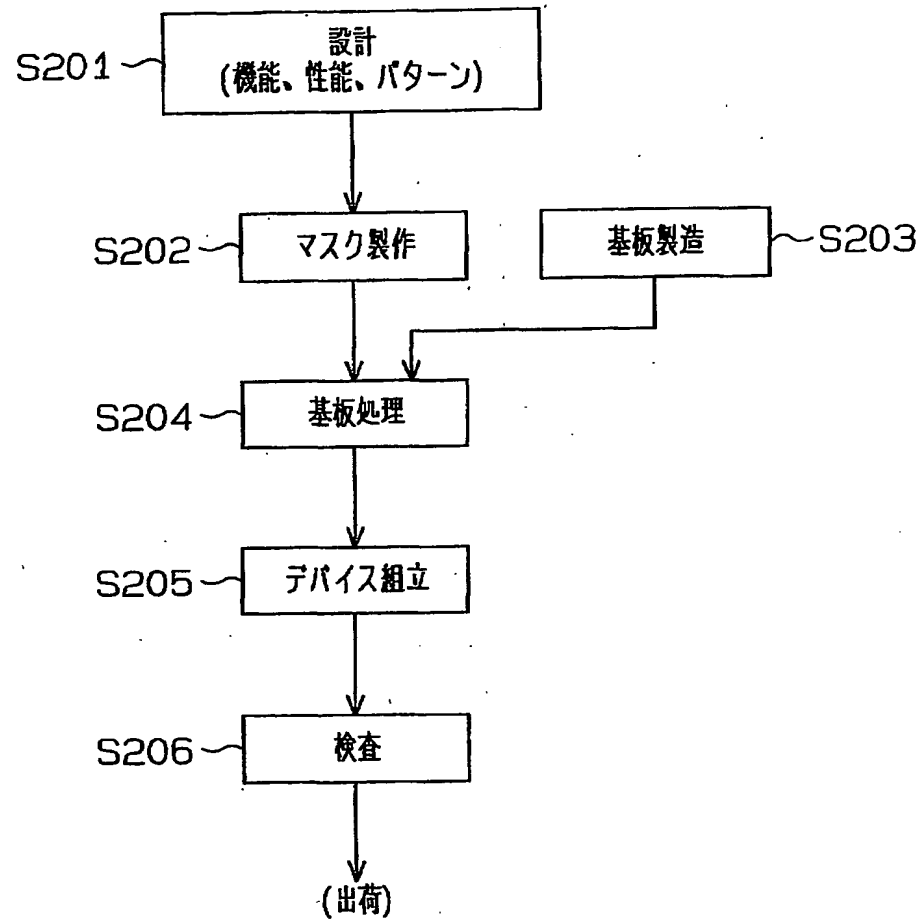 S201
設計
(機能、性能、パターン)
S202
マスク製作
基板製造
S203
S204
基板処理
S205
デバイス組立
S206
検査
(出荷)